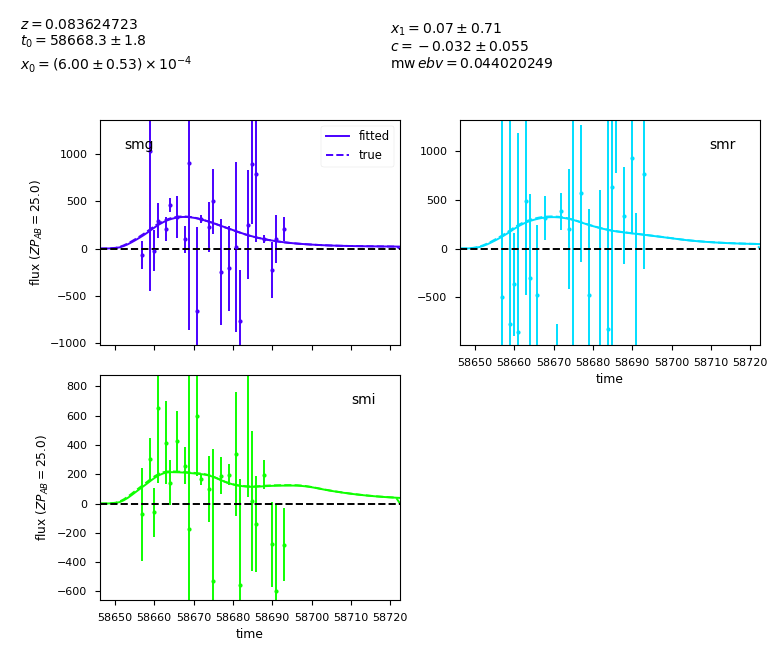 z = 0.083624723
t₀ = 58668.3 ± 1.8
x₀ = (6.00 ± 0.53) × 10⁻⁴
x₁ = 0.07 ± 0.71
c = −0.032 ± 0.055
mw ebv = 0.044020249
smg
fitted
true
1000
500
0
−500
−1000
flux (ZP_AB = 25.0)
smr
1000
500
0
−500
58650 58660 58670 58680 58690 58700 58710 58720
time
smi
800
600
400
200
0
−200
−400
−600
flux (ZP_AB = 25.0)
58650 58660 58670 58680 58690 58700 58710 58720
time